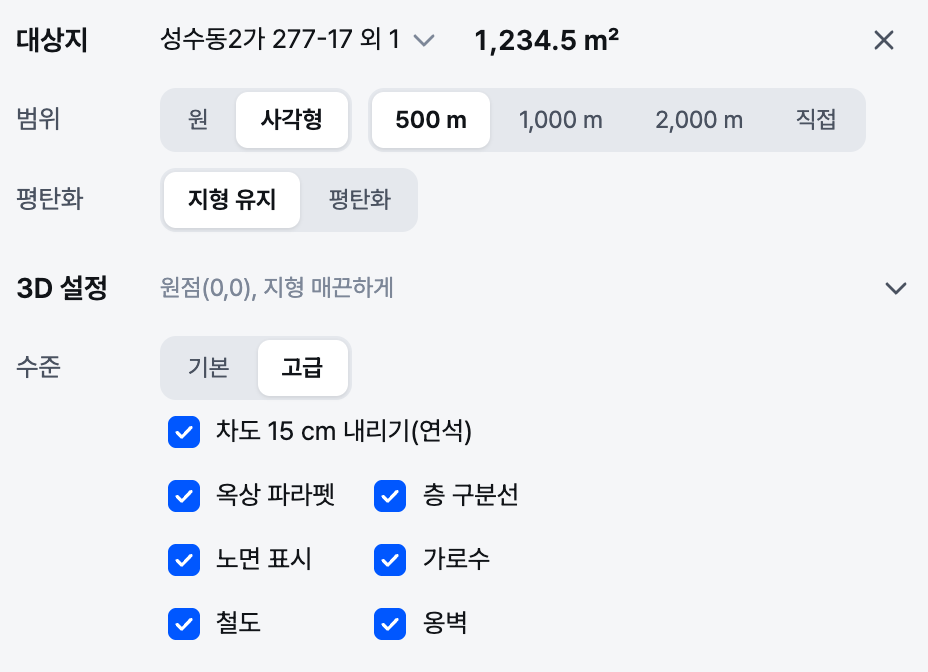 대상지 성수동2가 277-17 외 1 1,234.5 m²
범위 원 사각형 500 m 1,000 m 2,000 m 직접
평탄화 지형 유지 평탄화
3D 설정 원점(0,0), 지형 매끈하게
수준 기본 고급
차도 15 cm 내리기(연석)
옥상 파라펫 층 구분선
노면 표시 가로수
철도 옹벽